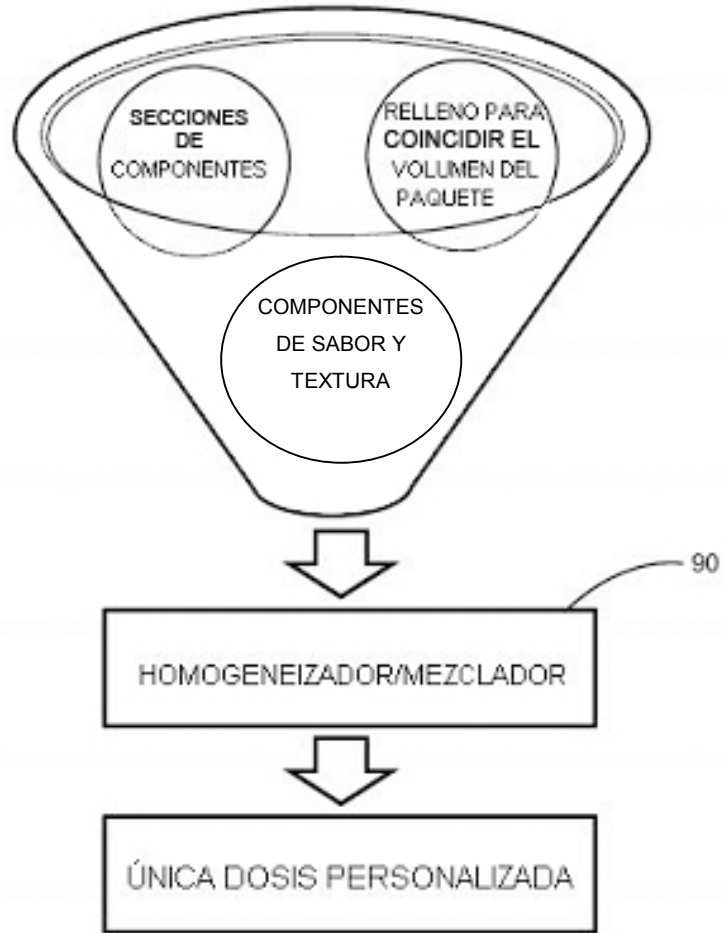 SECCIONES
DE
COMPONENTES
RELLENO PARA
COINCIDIR EL
VOLUMEN DEL
PAQUETE
COMPONENTES
DE SABOR Y
TEXTURA
90
HOMOGENEIZADOR/MEZCLADOR
ÚNICA DOSIS PERSONALIZADA